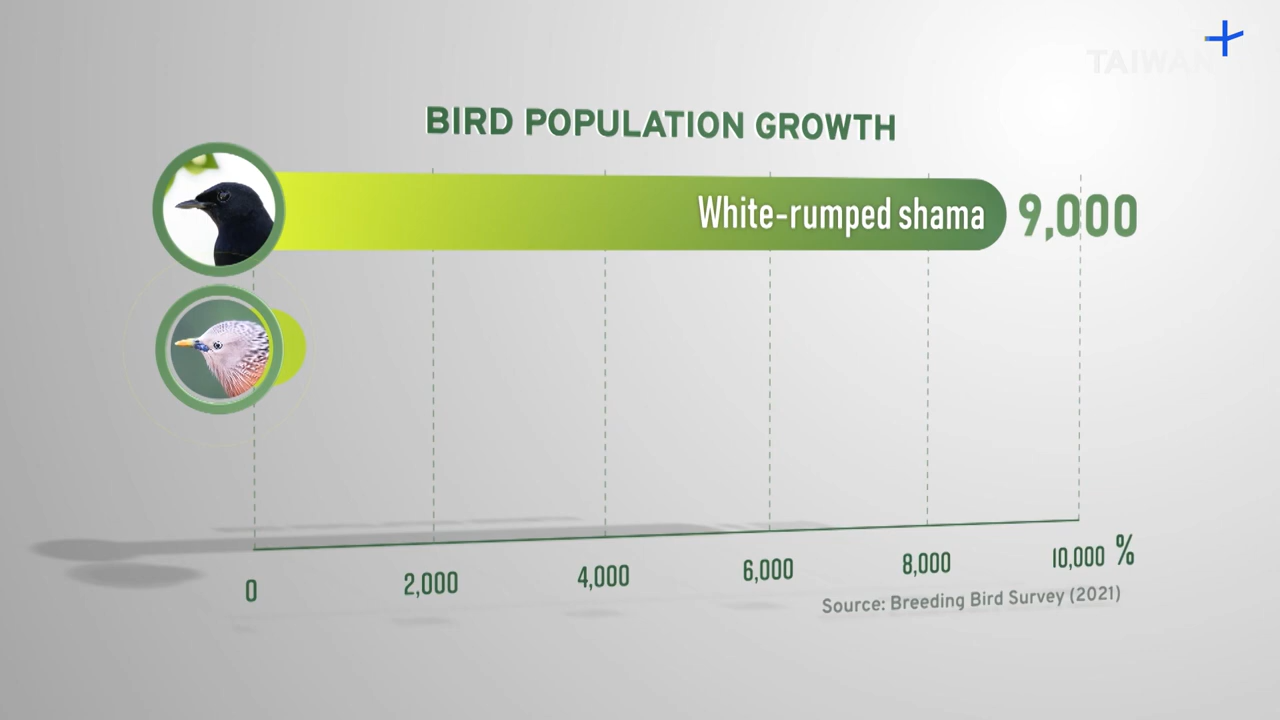 TAIWAN
BIRD POPULATION GROWTH
White-rumped shama 9,000
0 2,000 4,000 6,000 8,000 10,000 %
Source: Breeding Bird Survey (2021)